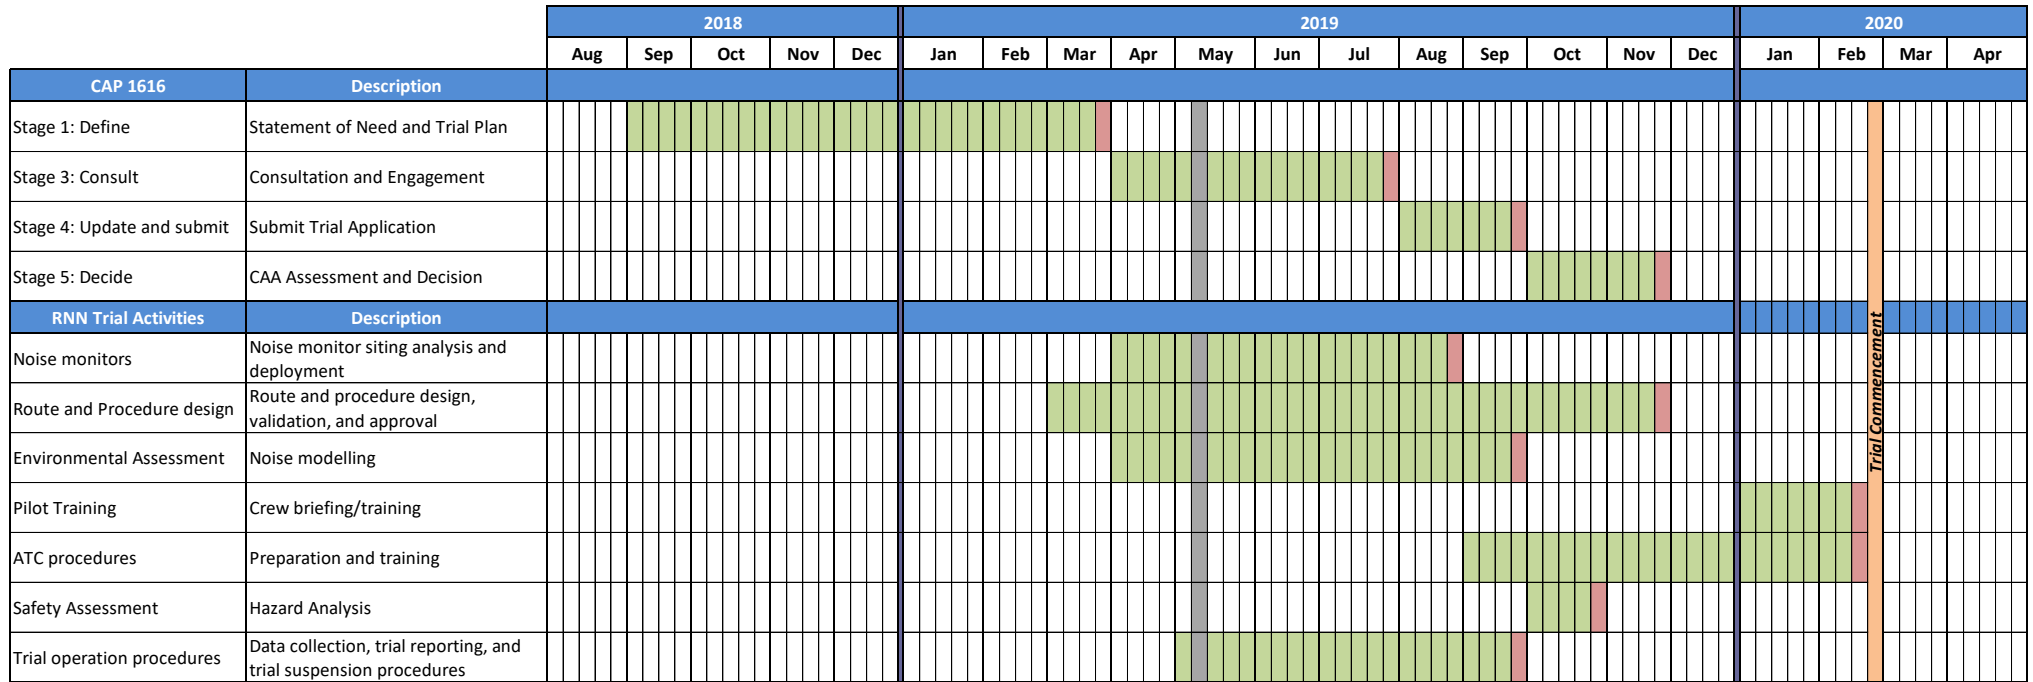 2018 2019 2020
Aug Sep Oct Nov Dec Jan Feb Mar Apr May Jun Jul Aug Sep Oct Nov Dec Jan Feb Mar Apr
CAP 1616 Description
Stage 1: Define Statement of Need and Trial Plan
Stage 3: Consult Consultation and Engagement
Stage 4: Update and submit Submit Trial Application
Stage 5: Decide CAA Assessment and Decision
RNN Trial Activities Description
Noise monitors Noise monitor siting analysis and
deployment
Route and Procedure design Route and procedure design,
validation, and approval
Environmental Assessment Noise modelling
Pilot Training Crew briefing/training
ATC procedures Preparation and training
Safety Assessment Hazard Analysis
Trial operation procedures Data collection, trial reporting, and
trial suspension procedures
Trial Commencement